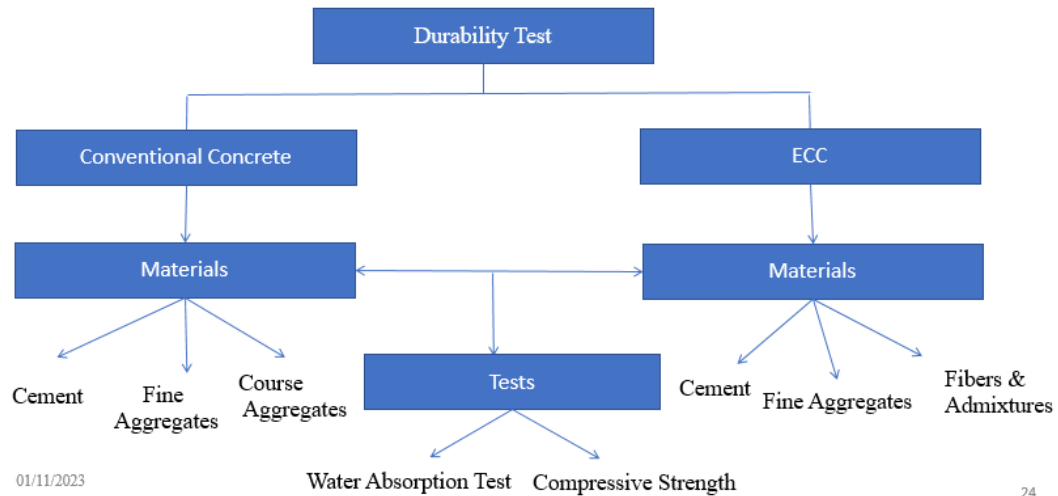 Durability Test
Conventional Concrete
ECC
Materials
Materials
Cement
Fine
Aggregates
Course
Aggregates
Tests
Cement
Fine Aggregates
Fibers &
Admixtures
Water Absorption Test
Compressive Strength
01/11/2023
24